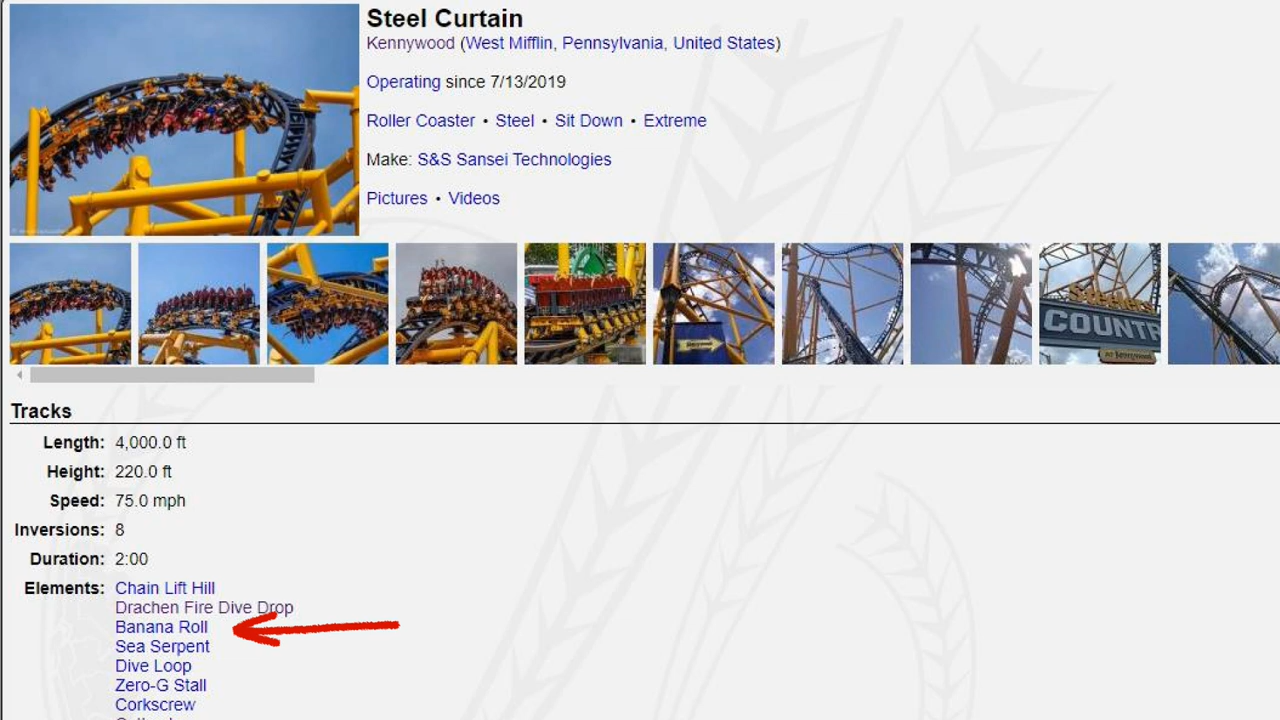 Steel Curtain
Kennywood (West Mifflin, Pennsylvania, United States)
Operating since 7/13/2019
Roller Coaster • Steel • Sit Down • Extreme
Make: S&S Sansei Technologies
Pictures • Videos
COUNTR
Tracks
Length: 4,000.0 ft
Height: 220.0 ft
Speed: 75.0 mph
Inversions: 8
Duration: 2:00
Elements: Chain Lift Hill
Drachen Fire Dive Drop
Banana Roll
Sea Serpent
Dive Loop
Zero-G Stall
Corkscrew